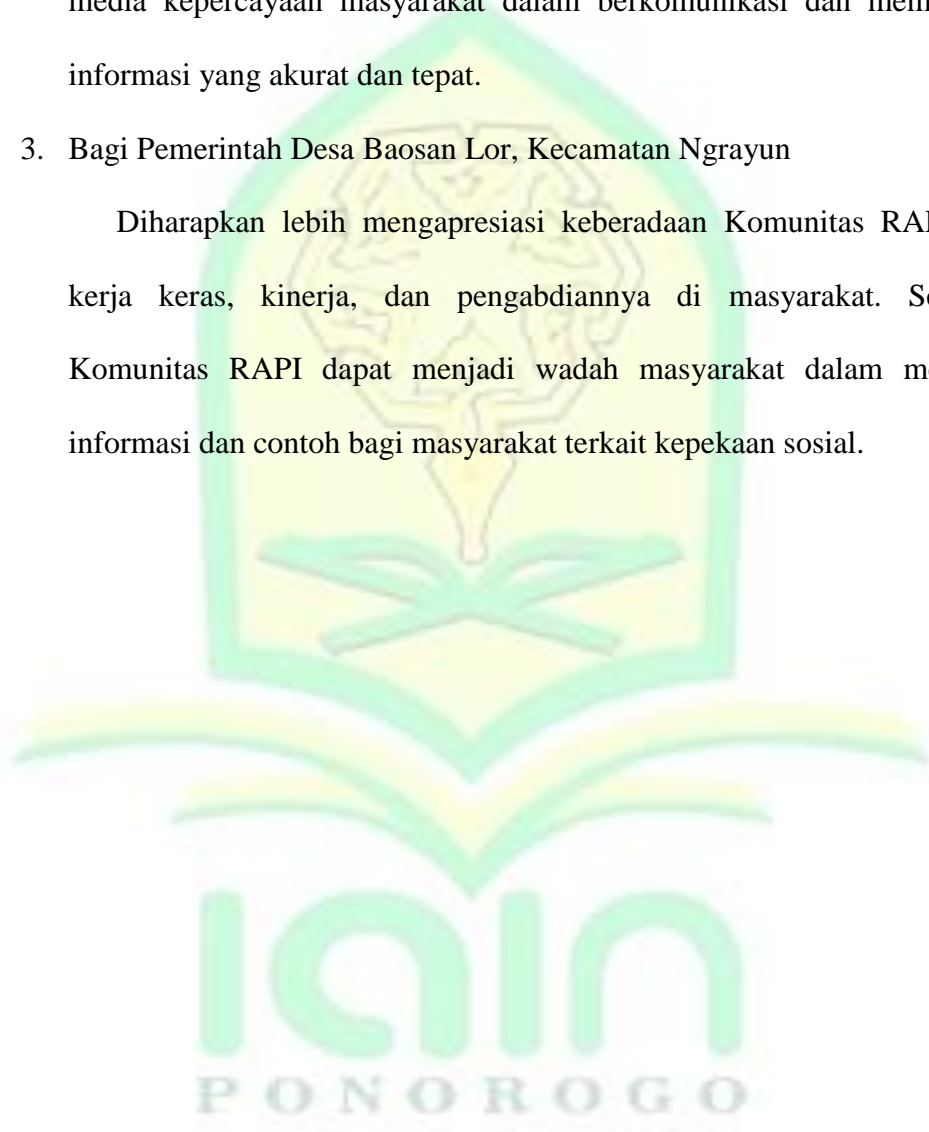 media kepercayaan masyarakat dalam berkomunikasi dan
informasi yang akurat dan tepat.
3. Bagi Pemerintah Desa Baosan Lor, Kecamatan Ngrayun
Diharapkan lebih mengapresiasi keberadaan Komunitas
kerja keras, kinerja, dan pengabdiannya di masyarakat.
Komunitas RAPI dapat menjadi wadah masyarakat dalam
informasi dan contoh bagi masyarakat terkait kepekaan sosial.
iain
PONOROGO